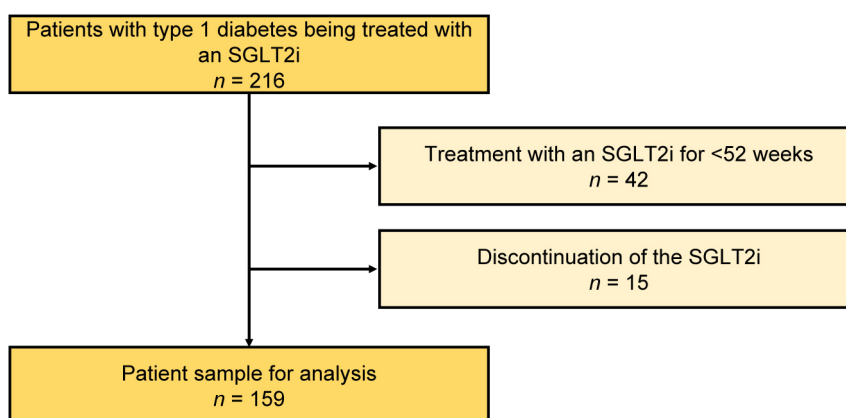 Patients with type 1 diabetes being treated with
an SGLT2i
n = 216
Treatment with an SGLT2i for <52 weeks
n = 42
Discontinuation of the SGLT2i
n = 15
Patient sample for analysis
n = 159